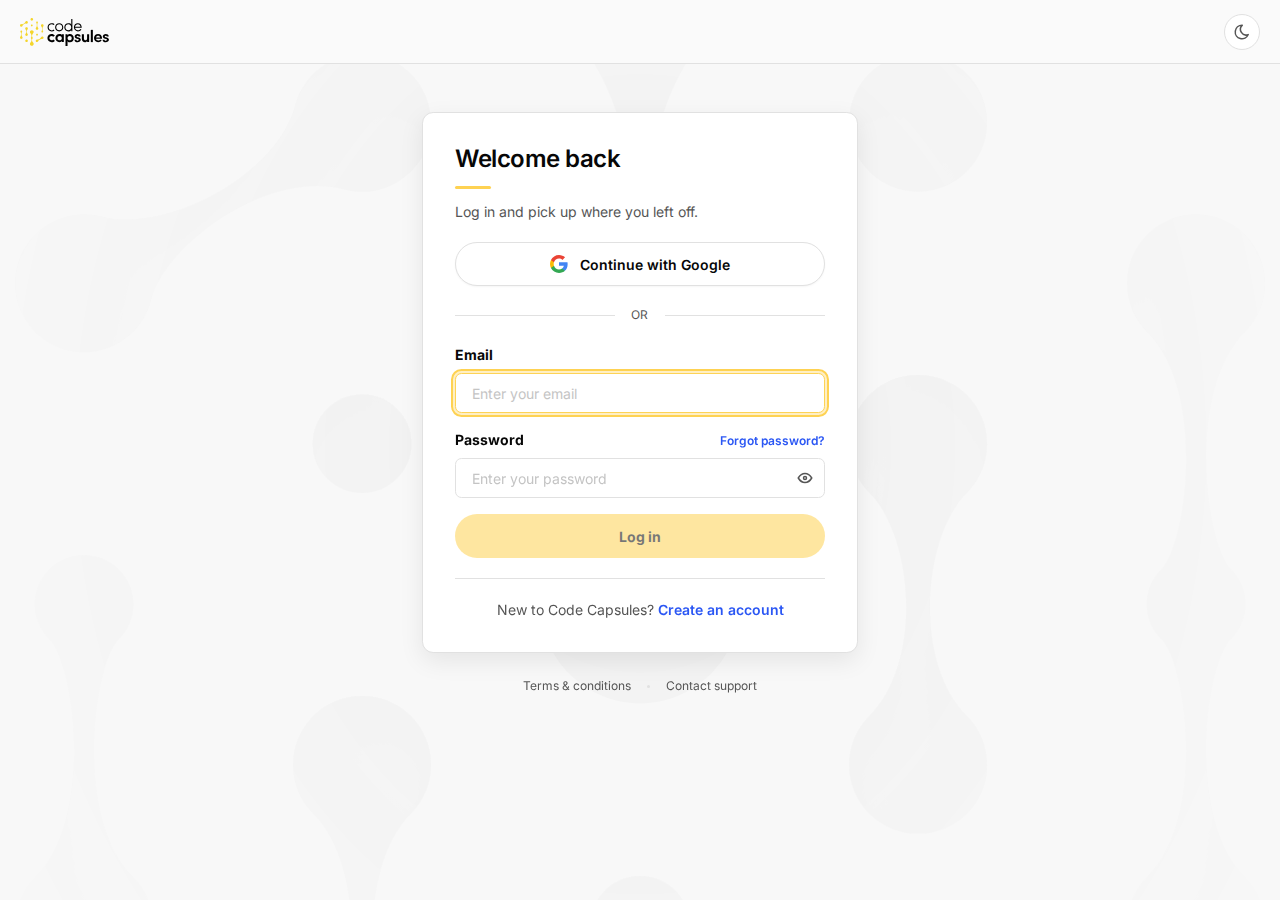 code
capsules
Welcome back
Log in and pick up where you left off.
Continue with Google
OR
Email
Enter your email
Password
Forgot password?
Enter your password
Log in
New to Code Capsules? Create an account
Terms & conditions · Contact support